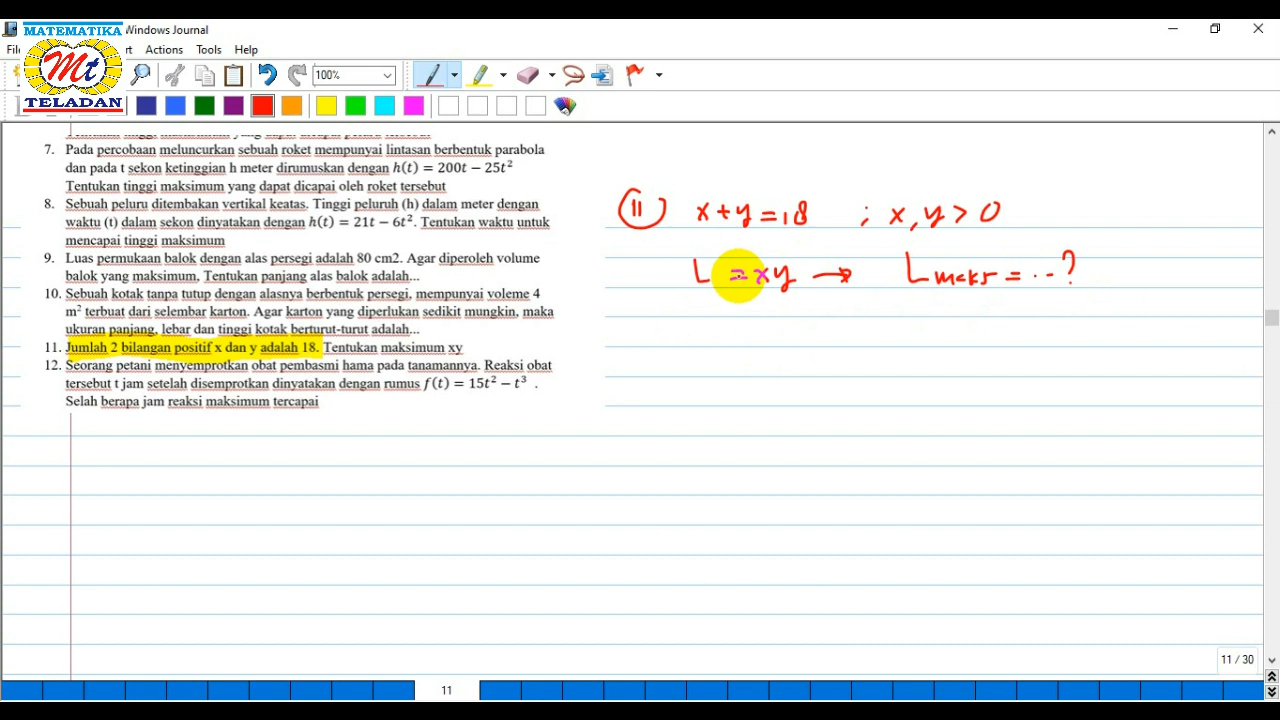 MATEMATIKA
Mt
TELADAN
Windows Journal
Actions Tools Help
100%
7. Pada percobaan meluncurkan sebuah roket mempunyai lintasan berbentuk parabola
dan pada t sekon ketinggian h meter dirumuskan dengan h(t) = 200t − 25t²
Tentukan tinggi maksimum yang dapat dicapai oleh roket tersebut
8. Sebuah peluru ditembakan vertikal keatas. Tinggi peluruh (h) dalam meter dengan
waktu (t) dalam sekon dinyatakan dengan h(t) = 21t − 6t². Tentukan waktu untuk
mencapai tinggi maksimum
9. Luas permukaan balok dengan alas persegi adalah 80 cm2. Agar diperoleh volume
balok yang maksimum, Tentukan panjang alas balok adalah...
10. Sebuah kotak tanpa tutup dengan alasnya berbentuk persegi, mempunyai voleme 4
m² terbuat dari selembar karton. Agar karton yang diperlukan sedikit mungkin, maka
ukuran panjang, lebar dan tinggi kotak berturut-turut adalah...
11. Jumlah 2 bilangan positif x dan y adalah 18. Tentukan maksimum xy
12. Seorang petani menyemprotkan obat pembasmi hama pada tanamannya. Reaksi obat
tersebut t jam setelah disemprotkan dinyatakan dengan rumus f(t) = 15t² − t³ .
Selah berapa jam reaksi maksimum tercapai
11 x + y = 18 ; x, y > 0
L = xy → L maks = ...?
11 / 30
11